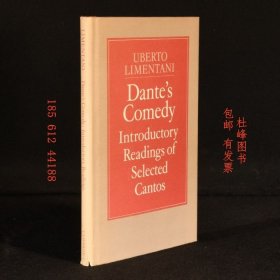 UBERTO
LIMENTANI
Dante's
Comedy
Introductory
Readings of
Selected
Cantos
185 612 44188
杜峰图书
包邮 有发票